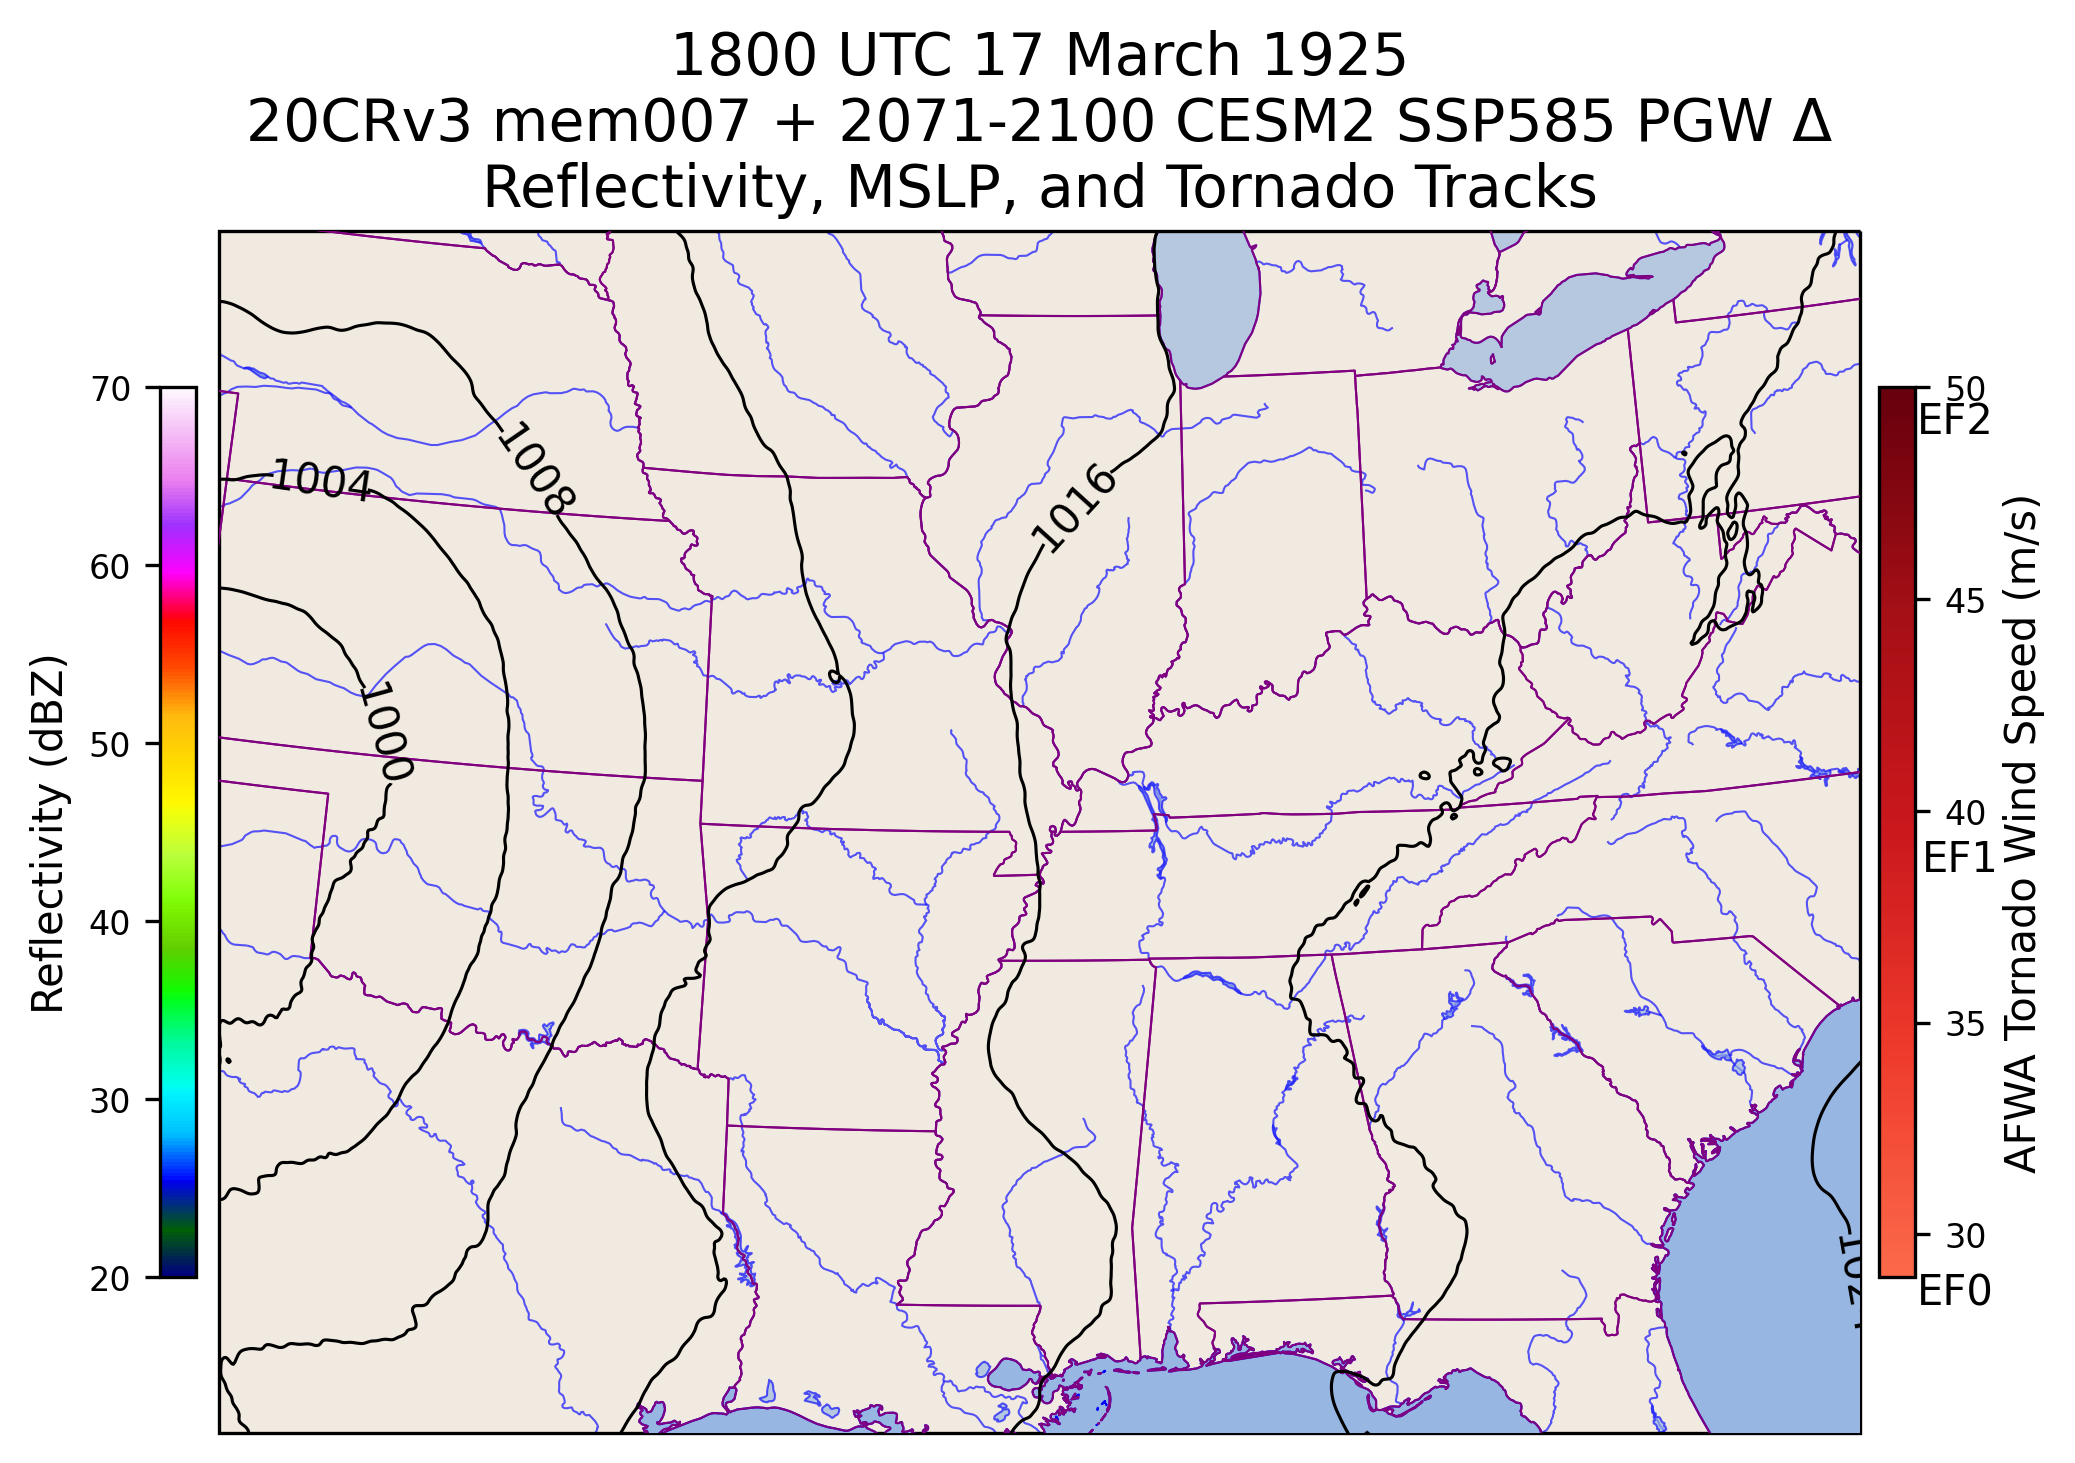 1800 UTC 17 March 1925
20CRv3 mem007 + 2071-2100 CESM2 SSP585 PGW Δ
Reflectivity, MSLP, and Tornado Tracks
Reflectivity (dBZ)
70
60
50
40
30
20
1004
1008
1000
1016
50
EF2
45
40
EF1
35
30
EF0
AFWA Tornado Wind Speed (m/s)